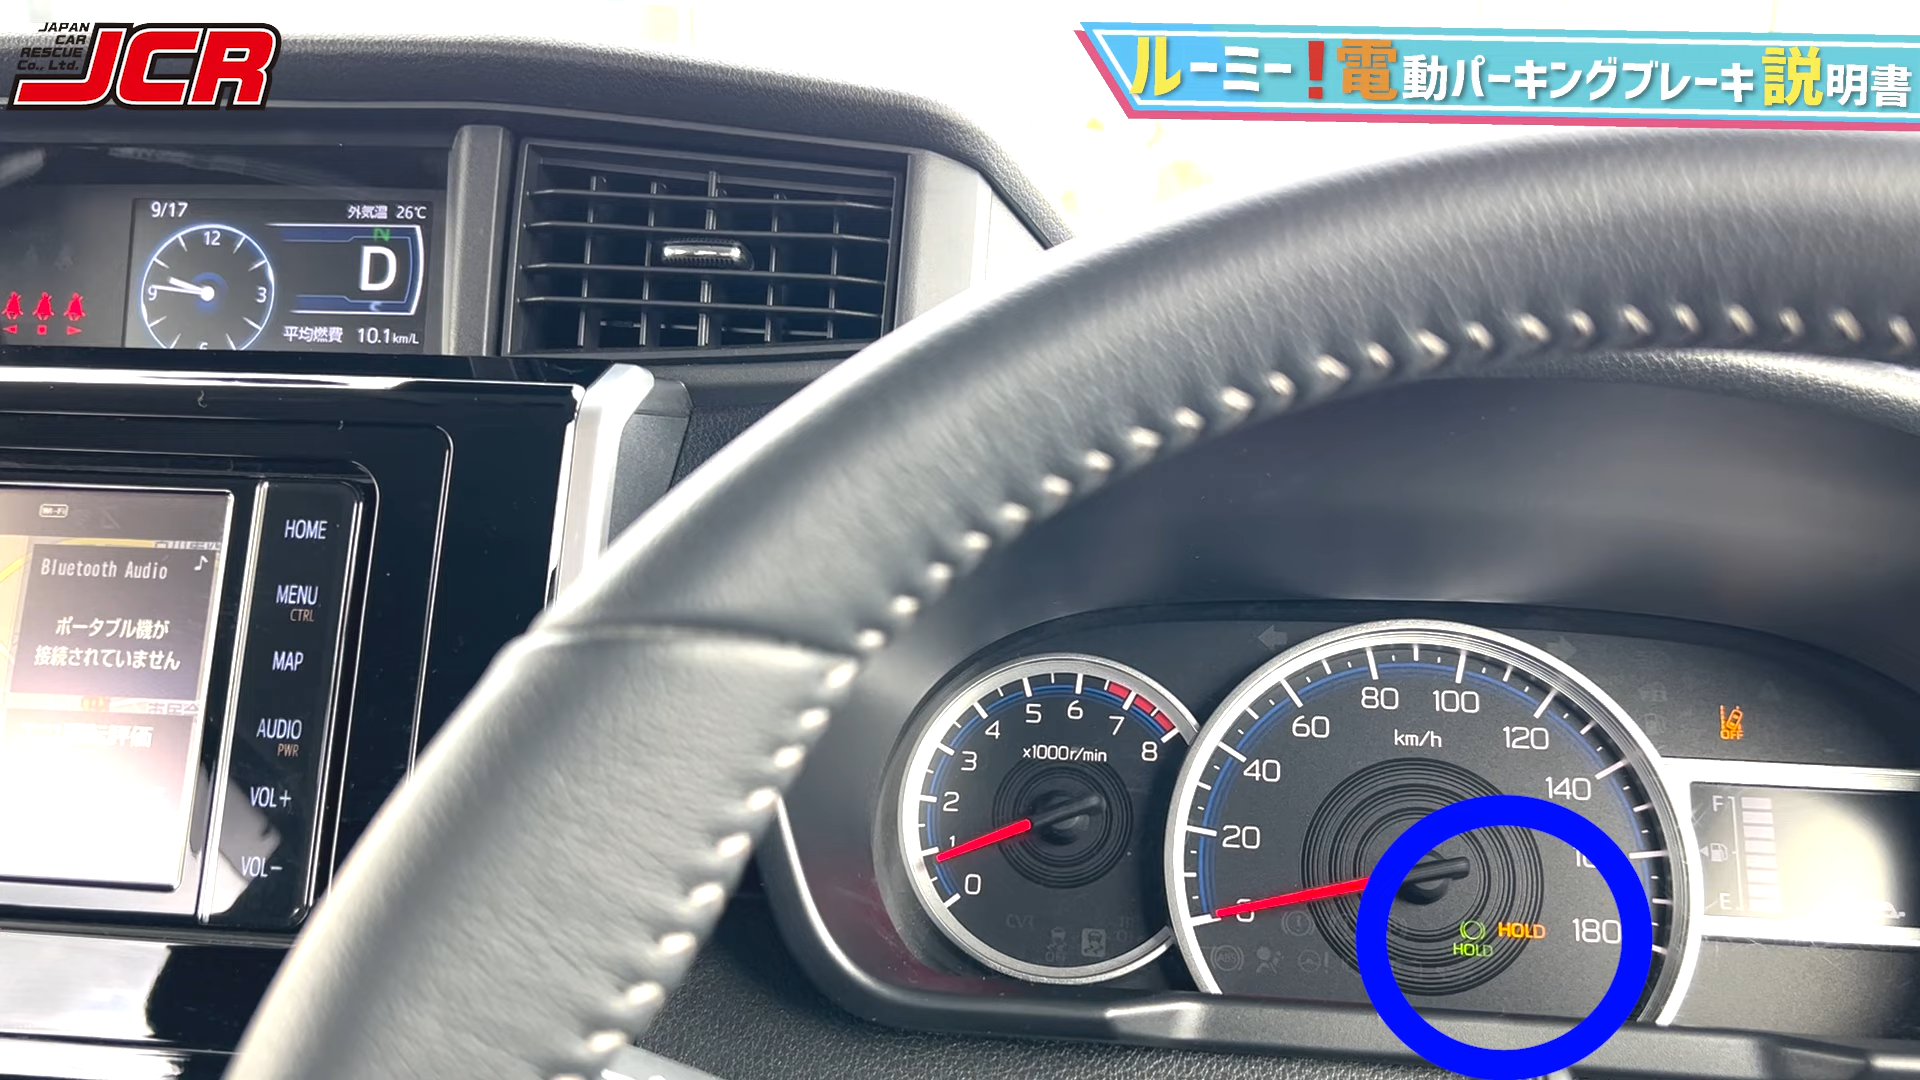 JAPAN
CAR
RESCUE
Co., Ltd.
JCR
ルーミー!電動パーキングブレーキ説明書
9/17
外気温 26℃
12
9
3
N
D
平均燃費 10.1km/L
Wi-Fi
Bluetooth Audio ♪
ポータブル機が
接続されていません
HOME
MENU
CTRL
MAP
AUDIO
PWR
VOL+
VOL-
0
1
2
3
4
5
6
7
8
x1000r/min
0
20
40
60
80
100
120
140
180
km/h
HOLD
HOLD
OFF
F
E